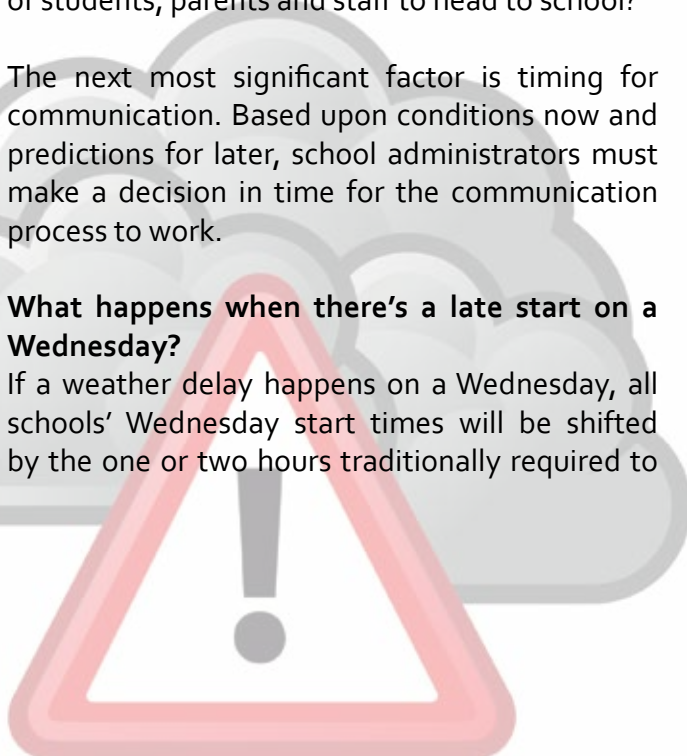 of students, parents and staff to head to school?
The next most significant factor is timing for
communication. Based upon conditions now and
predictions for later, school administrators must
make a decision in time for the communication
process to work.
What happens when there's a late start on a
Wednesday?
If a weather delay happens on a Wednesday, all
schools' Wednesday start times will be shifted
by the one or two hours traditionally required to
!